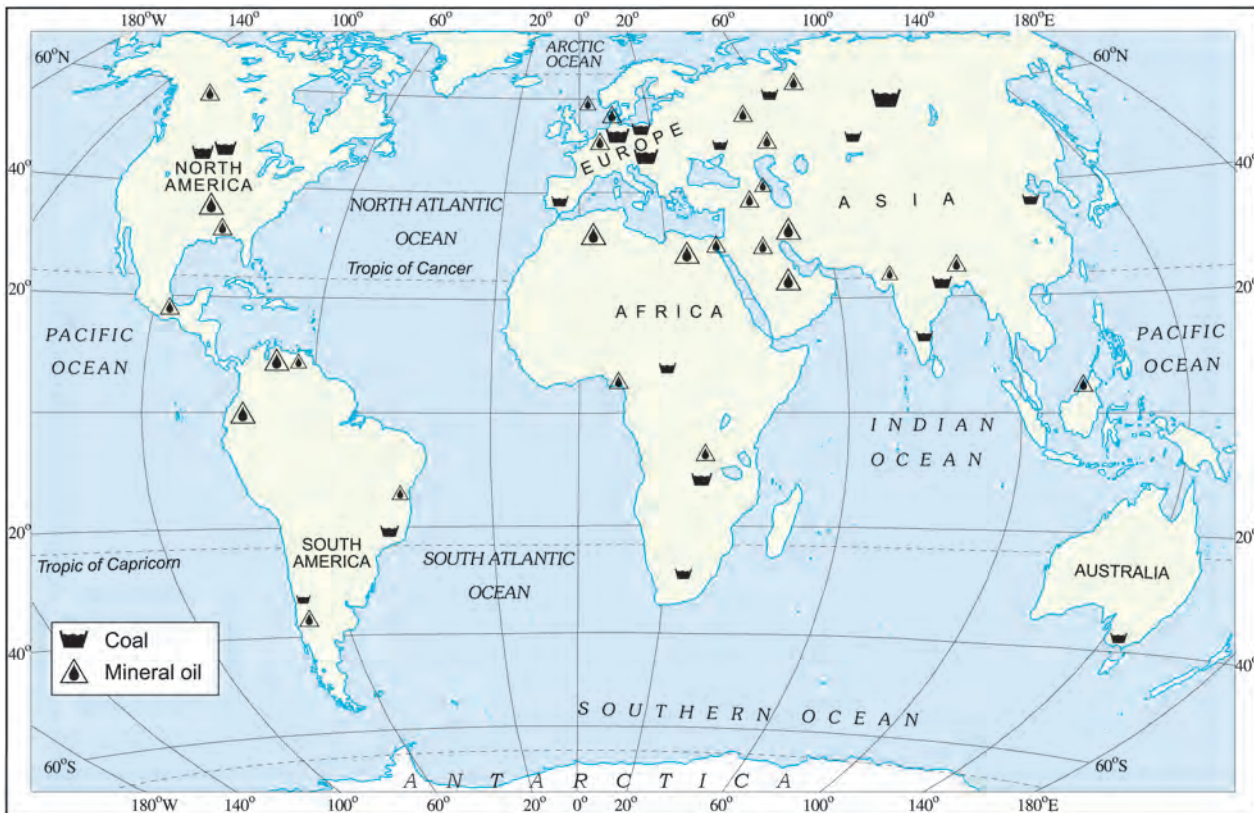 180°W 140° 100° 60° 20° 0° 20° 60° 100° 140° 180°E
ARCTIC
OCEAN
60°N
60°N
40°
40°
NORTH
AMERICA
EUROPE
ASIA
NORTH ATLANTIC
OCEAN
Tropic of Cancer
20°
20°
AFRICA
PACIFIC
OCEAN
PACIFIC
OCEAN
INDIAN
OCEAN
20°
20°
SOUTH
AMERICA
SOUTH ATLANTIC
OCEAN
Tropic of Capricorn
AUSTRALIA
Coal
Mineral oil
40°
40°
SOUTHERN OCEAN
60°S
60°S
ANTARCTICA
180°W 140° 100° 60° 20° 0° 20° 60° 100° 140° 180°E